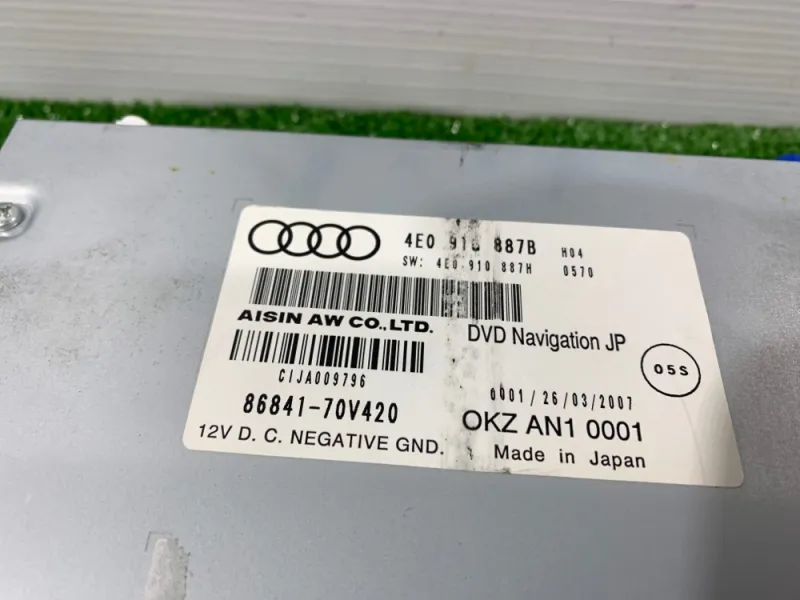 4E0 910 887B H04
SW: 4E0 910 887H 0570
AISIN AW CO.,LTD.
DVD Navigation JP
05S
CIJA009796
0001/26/03/2007
86841-70V420
OKZ AN1 0001
12V D. C. NEGATIVE GND.
Made in Japan